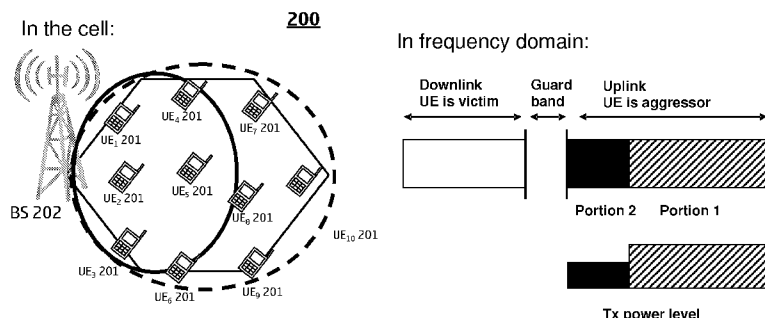 200
In the cell:
In frequency domain:
Downlink
UE is victim
Guard
band
Uplink
UE is aggressor
UE₄ 201
UE₇ 201
UE₁ 201
UE₅ 201
UE₂ 201
UE₈ 201
BS 202
Portion 2
Portion 1
UE₁₀ 201
UE₃ 201
UE₆ 201
UE₉ 201
Tx power level